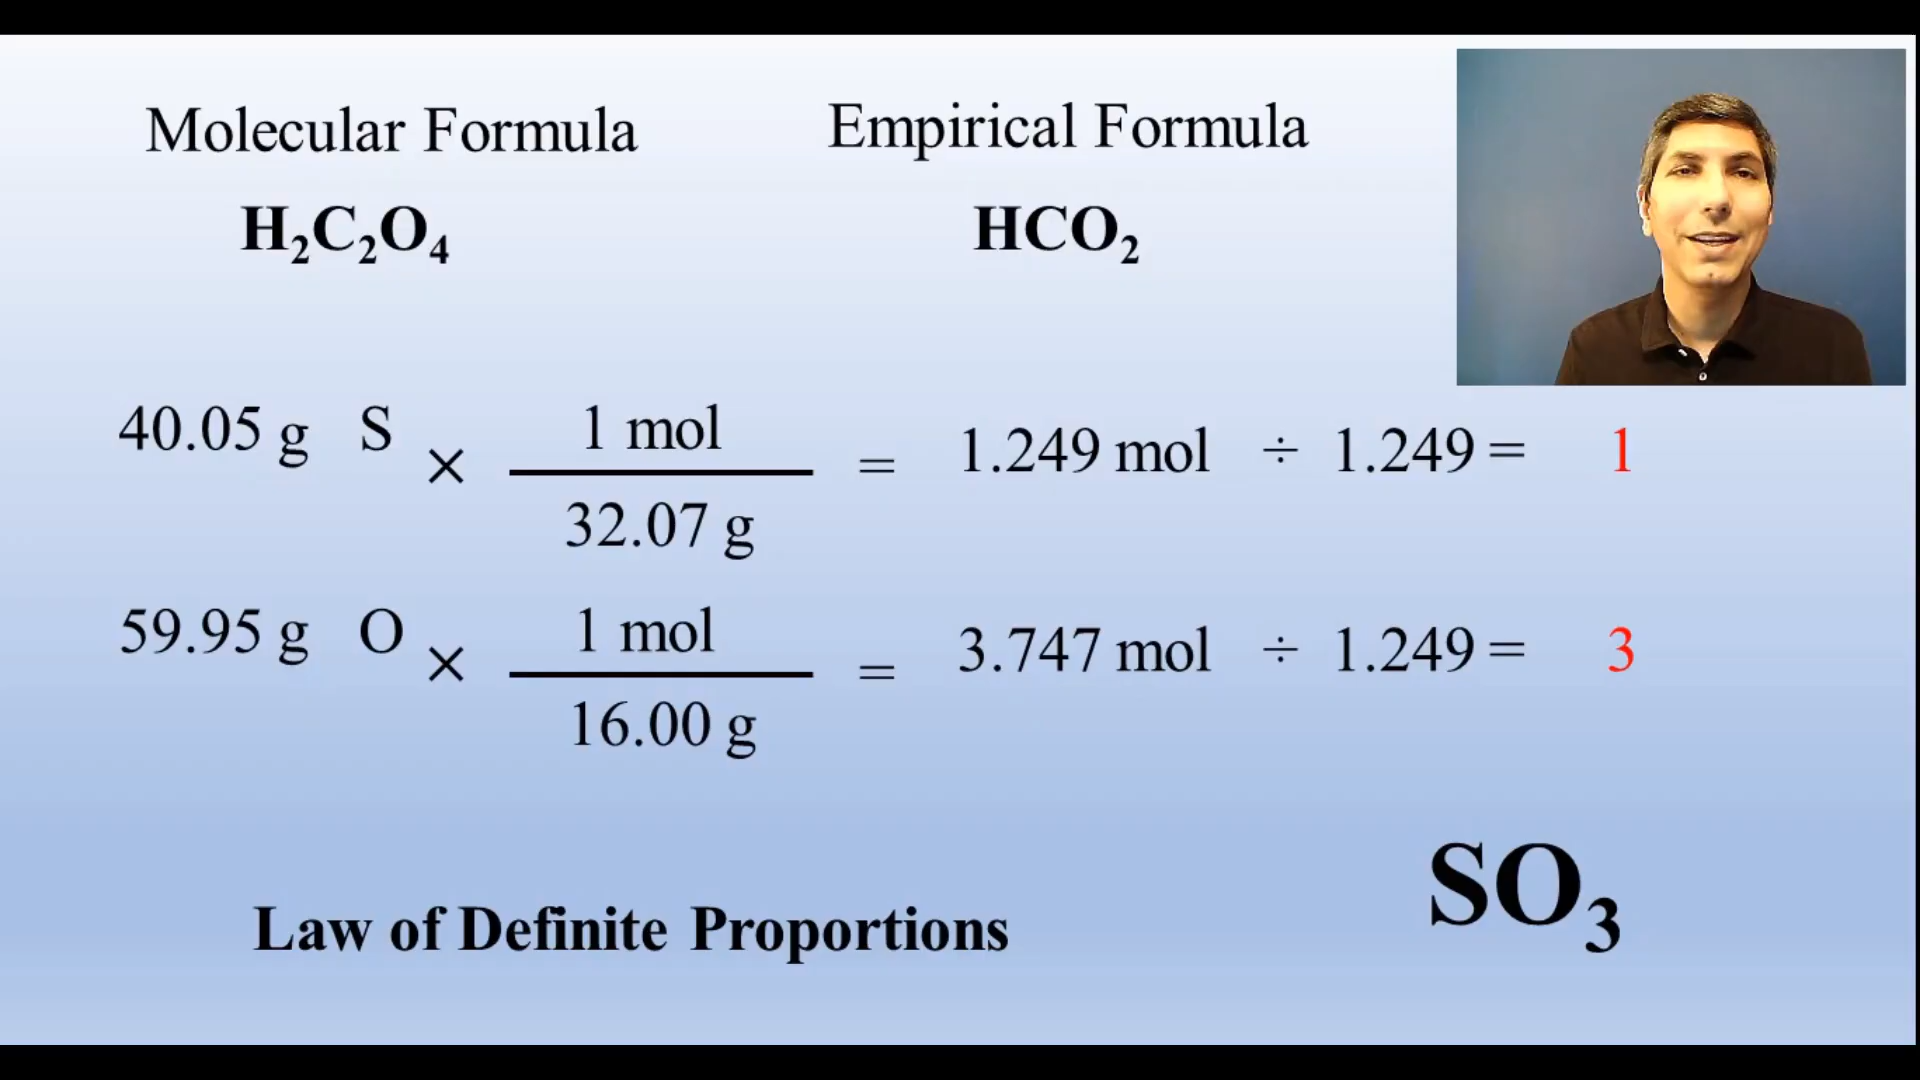 Molecular Formula
Empirical Formula
H₂C₂O₄
HCO₂
40.05 g S × 1 mol / 32.07 g = 1.249 mol ÷ 1.249 = 1
59.95 g O × 1 mol / 16.00 g = 3.747 mol ÷ 1.249 = 3
SO₃
Law of Definite Proportions